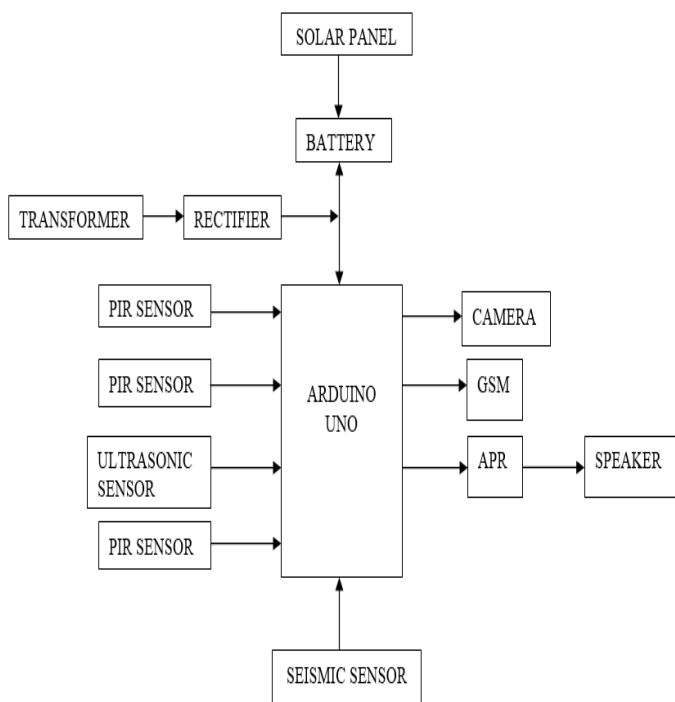 SOLAR PANEL
BATTERY
TRANSFORMER
RECTIFIER
PIR SENSOR
CAMERA
PIR SENSOR
ARDUINO
UNO
GSM
ULTRASONIC
SENSOR
APR
SPEAKER
PIR SENSOR
SEISMIC SENSOR